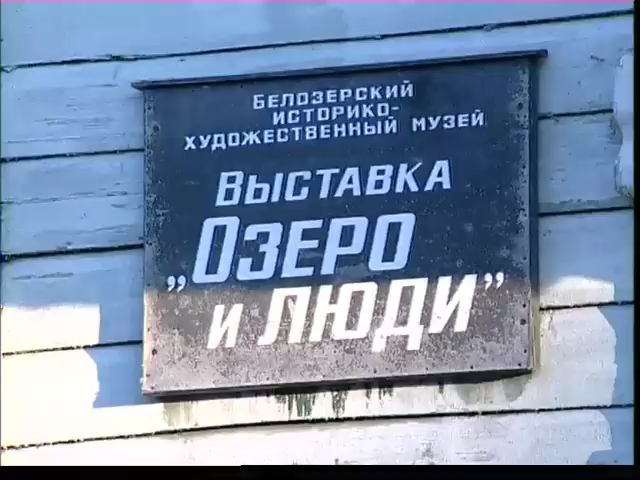 БЕЛОЗЕРСКИЙ
ИСТОРИКО-
ХУДОЖЕСТВЕННЫЙ МУЗЕЙ
ВЫСТАВКА
„ОЗЕРО
И ЛЮДИ”